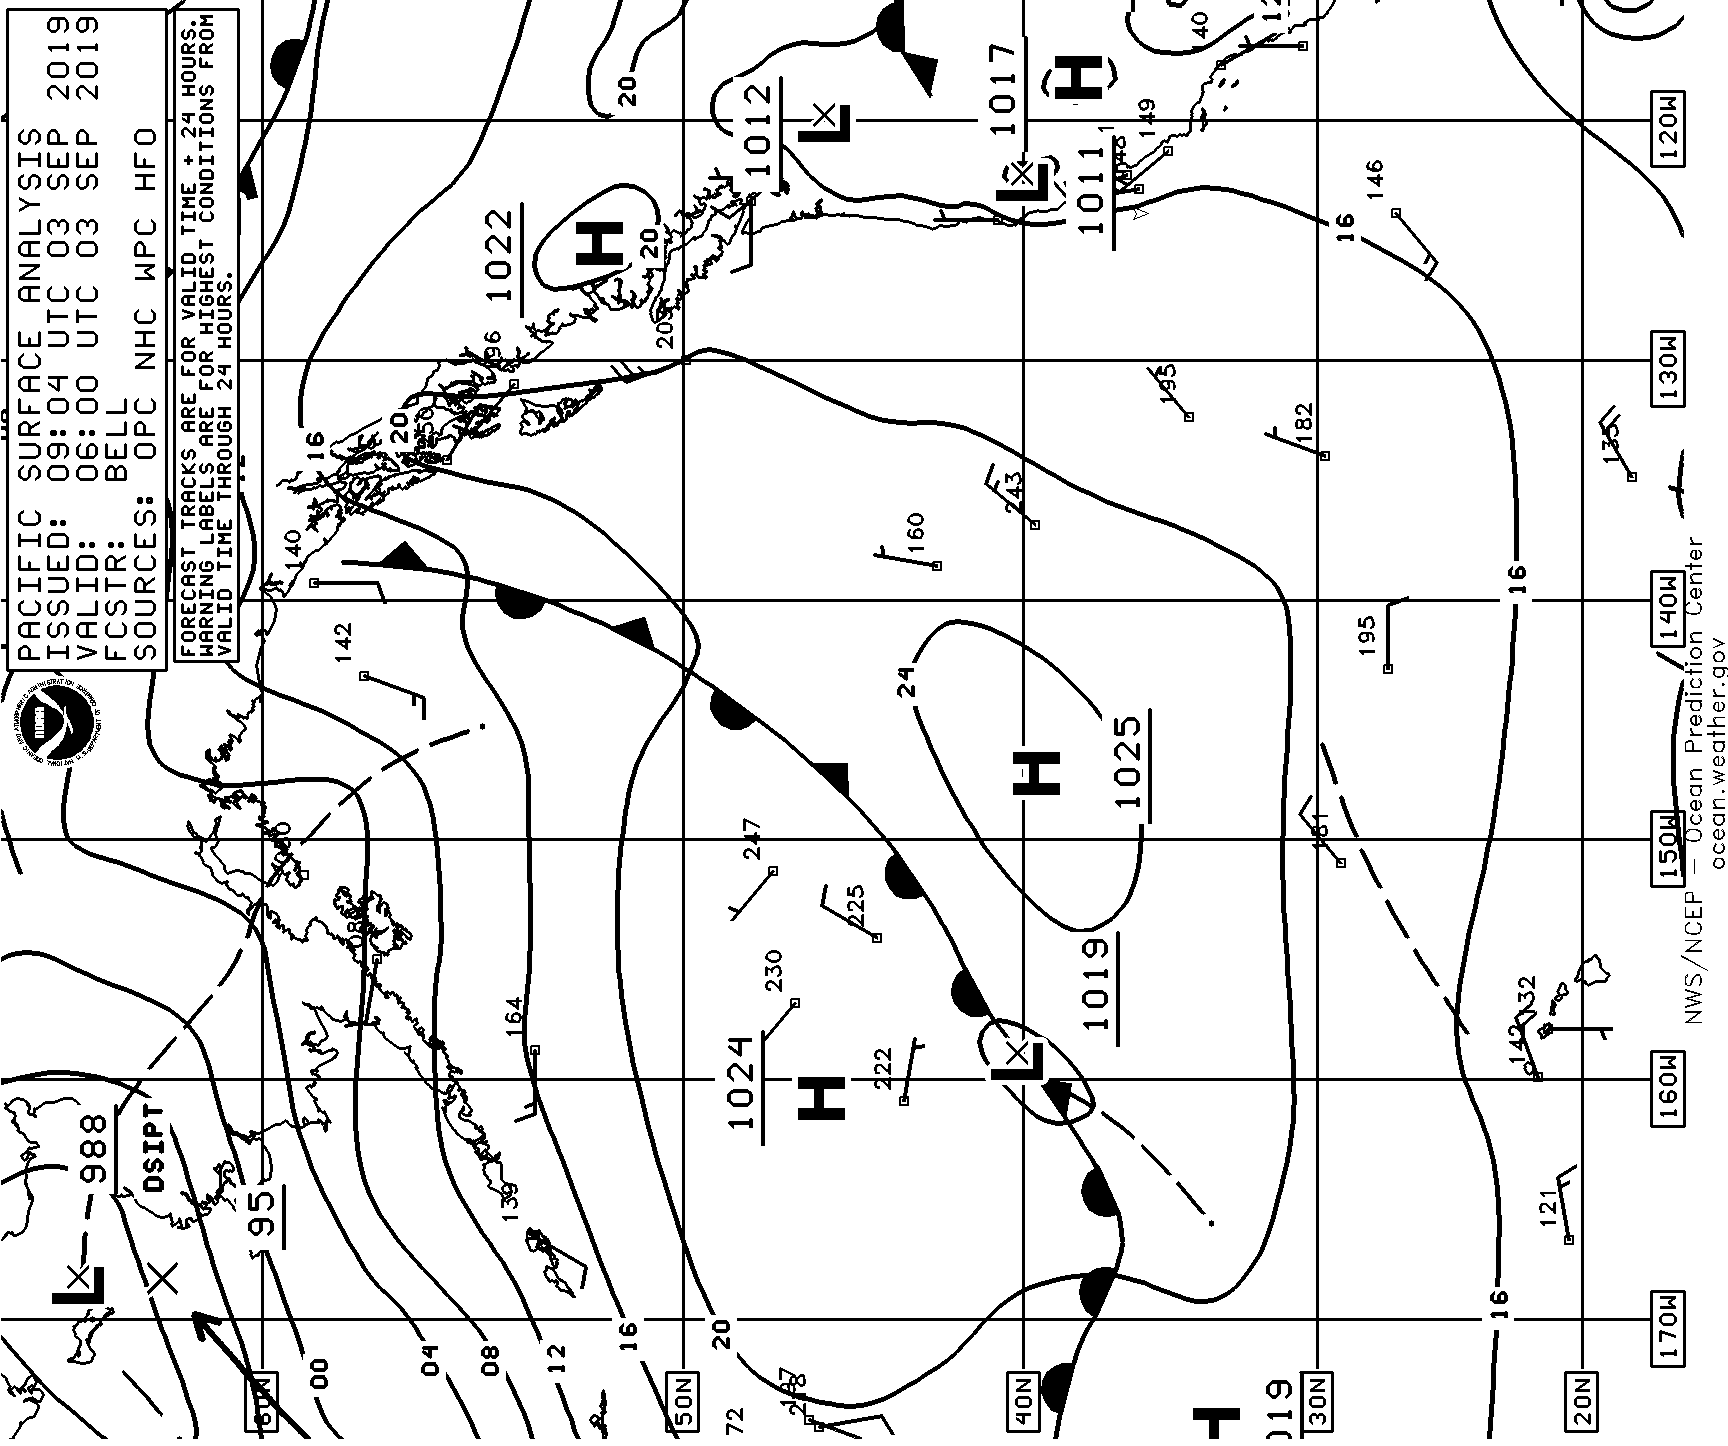 PACIFIC SURFACE ANALYSIS
ISSUED: 09:04 UTC 03 SEP 2019
VALID: 06:00 UTC 03 SEP 2019
FCSTR: BELL
SOURCES: OPC NHC WPC HFO
FORECAST TRACKS ARE FOR VALID TIME + 24 HOURS.
WARNING LABELS ARE FOR HIGHEST CONDITIONS FROM
VALID TIME THROUGH 24 HOURS.
NOAA
988
L
DSIPT
95
60N
00
04
08
12
16
20
50N
40N
30N
20N
170W
160W
150W
140W
130W
120W
16
20
1022
H
20
20
1012
L
1017
H
L
1011
149
140
146
16
205
96
140
142
160
243
195
182
195
135
16
24
H
1025
247
225
230
222
164
139
1024
H
1019
L
181
142
132
121
16
72
H
019
NWS/NCEP – Ocean Prediction Center
ocean.weather.gov